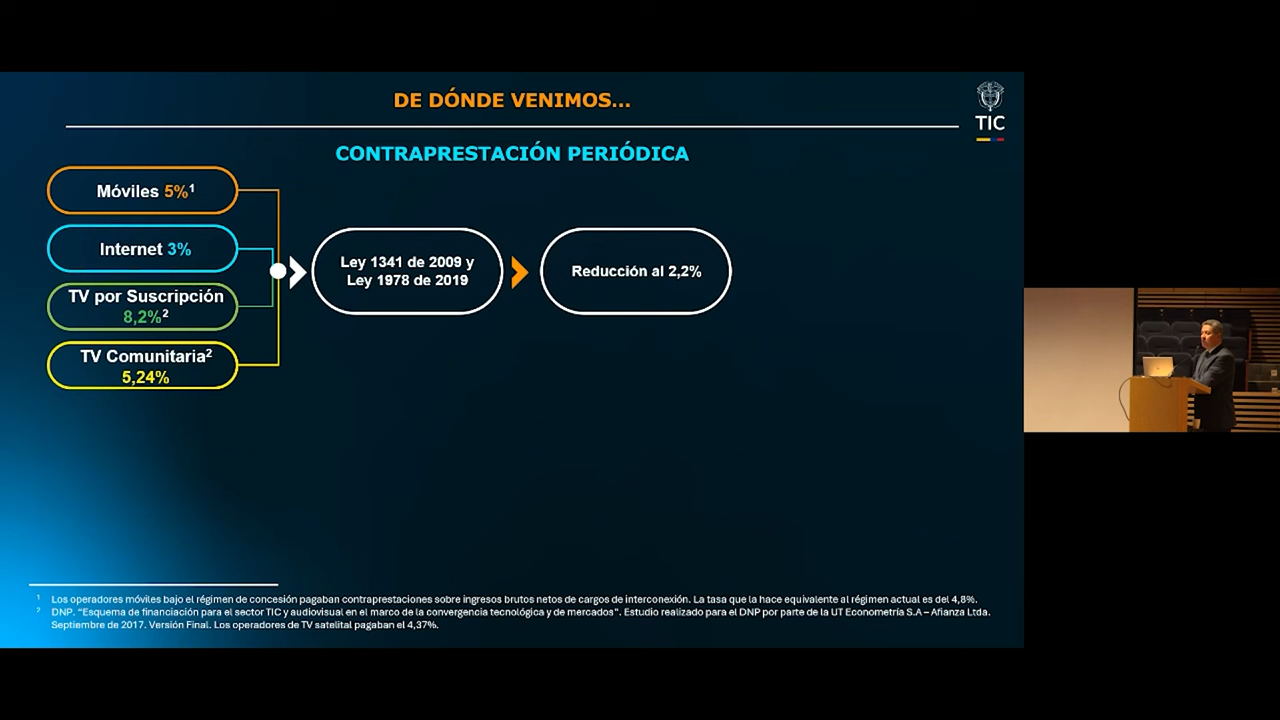 DE DÓNDE VENIMOS...
TIC
CONTRAPRESTACIÓN PERIÓDICA
Móviles 5%¹
Internet 3%
TV por Suscripción
8,2%²
TV Comunitaria²
5,24%
Ley 1341 de 2009 y
Ley 1978 de 2019
Reducción al 2,2%
¹ Los operadores móviles bajo el régimen de concesión pagaban contraprestaciones sobre ingresos brutos netos de cargos de interconexión. La tasa que la hace equivalente al régimen actual es del 4,8%.
² DNP. “Esquema de financiación para el sector TIC y audiovisual en el marco de la convergencia tecnológica y de mercados”. Estudio realizado para el DNP por parte de la UT Econometría S.A – Afianza Ltda.
Septiembre de 2017. Versión Final. Los operadores de TV satelital pagaban el 4,37%.